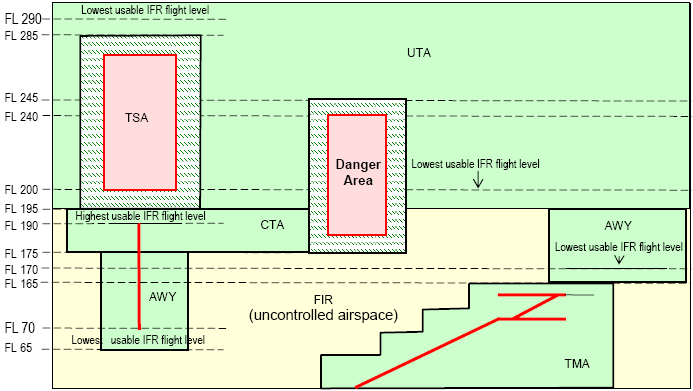 Lowest usable IFR flight level
FL 290
FL 285
UTA
FL 245
FL 240
TSA
Danger
Area
Lowest usable IFR flight level
FL 200
FL 195
Highest usable IFR flight level
FL 190
CTA
AWY
Lowest usable IFR flight level
FL 175
FL 170
FL 165
AWY
FIR
(uncontrolled airspace)
FL 70
Lowest usable IFR flight level
FL 65
TMA